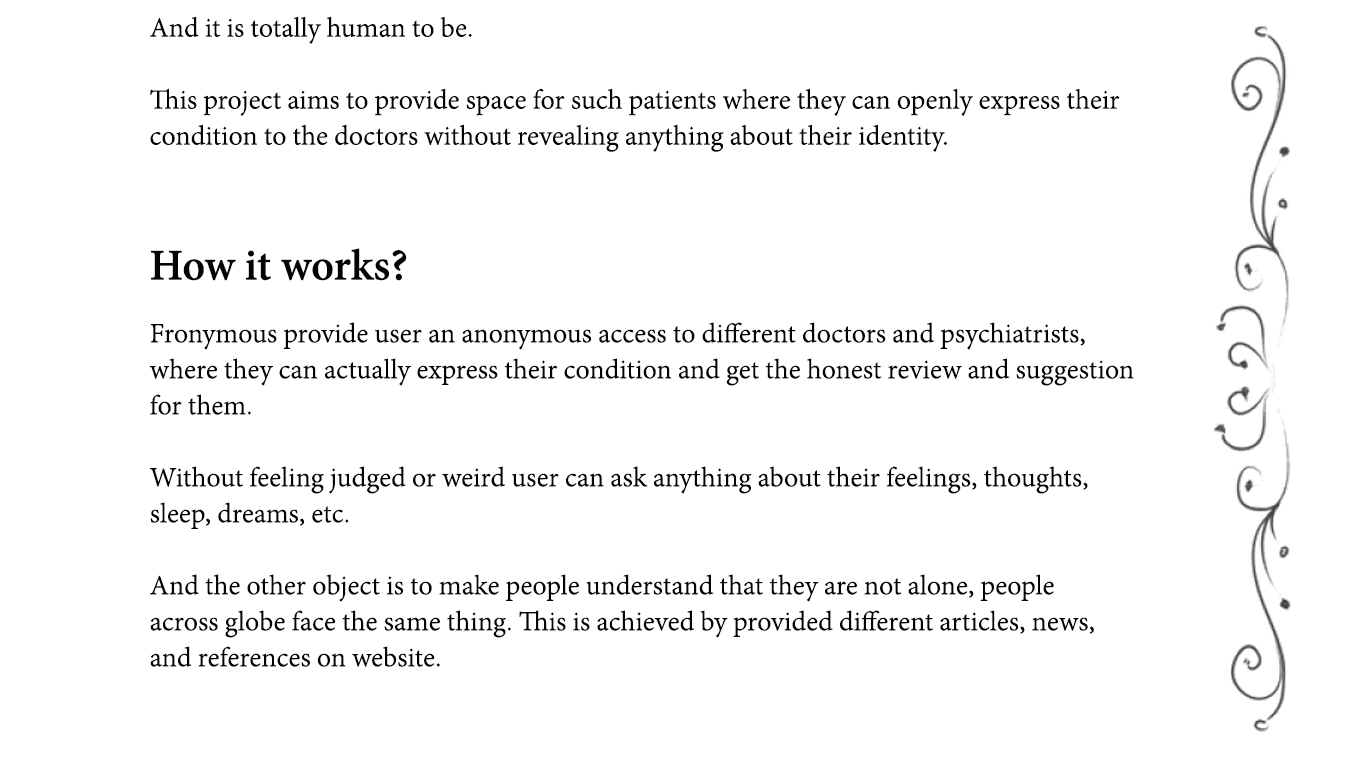 And it is totally human to be.
This project aims to provide space for such patients where they can openly express their
condition to the doctors without revealing anything about their identity.
How it works?
Fronymous provide user an anonymous access to different doctors and psychiatrists,
where they can actually express their condition and get the honest review and suggestion
for them.
Without feeling judged or weird user can ask anything about their feelings, thoughts,
sleep, dreams, etc.
And the other object is to make people understand that they are not alone, people
across globe face the same thing. This is achieved by provided different articles, news,
and references on website.